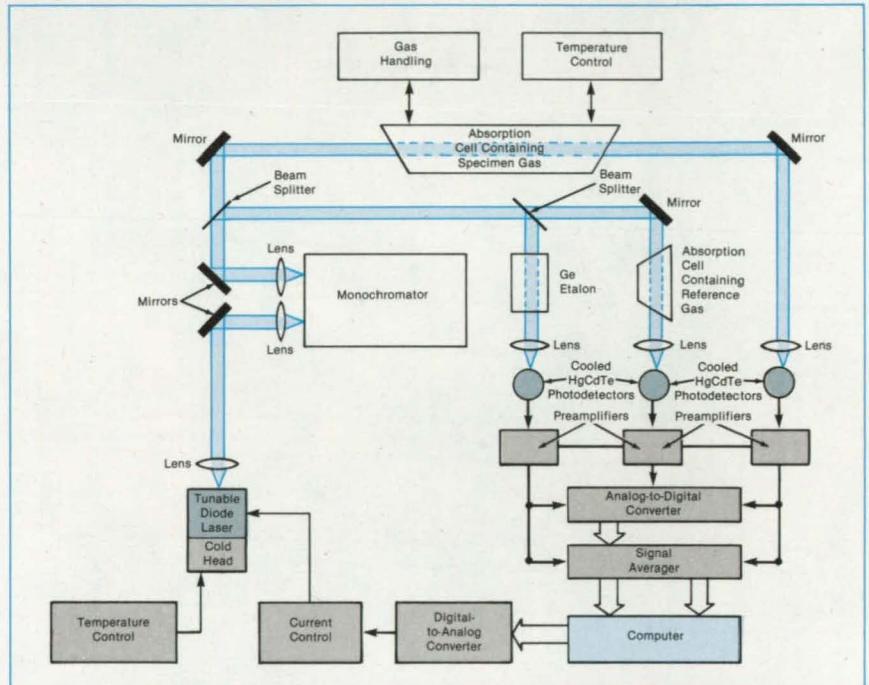 Gas
Handling
Temperature
Control
Mirror
Absorption
Cell Containing
Specimen Gas
Mirror
Beam
Splitter
Beam
Splitter
Mirror
Lens
Mirrors
Lens
Monochromator
Ge
Etalon
Absorption
Cell
Containing
Reference
Gas
Lens
Lens
Lens
Cooled
HgCdTe
Photodetectors
Cooled
HgCdTe
Photodetectors
Preamplifiers
Preamplifiers
Lens
Tunable
Diode
Laser
Cold
Head
Analog-to-Digital
Converter
Signal
Averager
Temperature
Control
Current
Control
Digital-
to-Analog
Converter
Computer